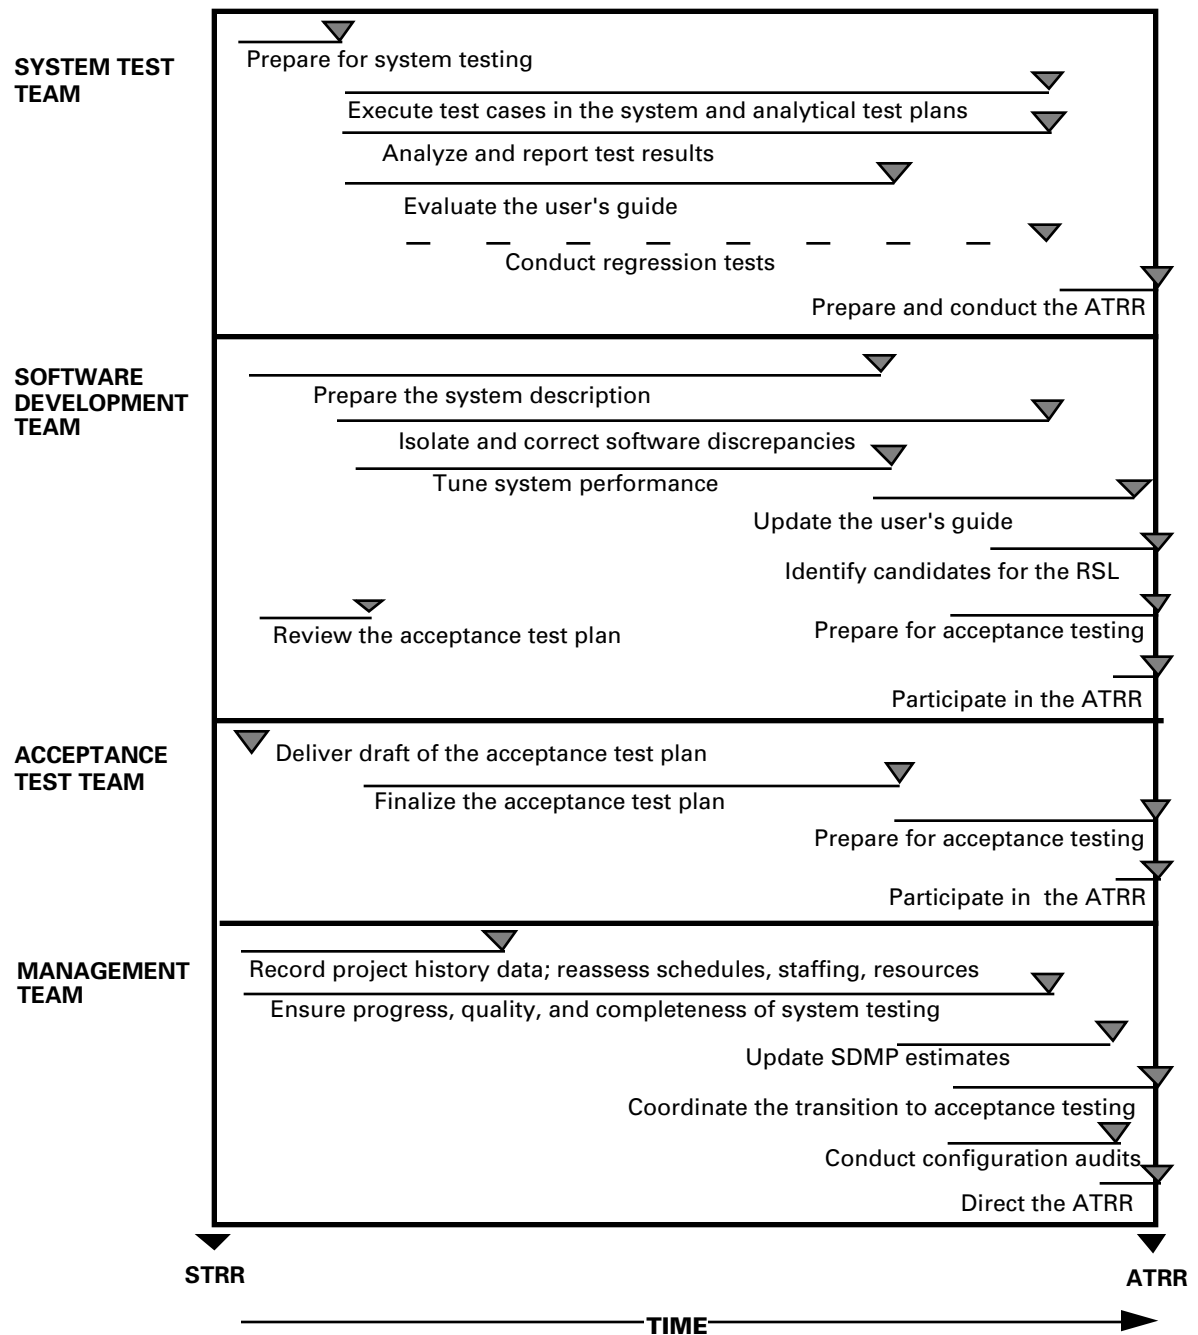 SYSTEM TEST
TEAM
Prepare for system testing
Execute test cases in the system and analytical test plans
Analyze and report test results
Evaluate the user's guide
Conduct regression tests
Prepare and conduct the ATRR
SOFTWARE
DEVELOPMENT
TEAM
Prepare the system description
Isolate and correct software discrepancies
Tune system performance
Update the user's guide
Identify candidates for the RSL
Review the acceptance test plan
Prepare for acceptance testing
Participate in the ATRR
ACCEPTANCE
TEST TEAM
Deliver draft of the acceptance test plan
Finalize the acceptance test plan
Prepare for acceptance testing
Participate in the ATRR
MANAGEMENT
TEAM
Record project history data; reassess schedules, staffing, resources
Ensure progress, quality, and completeness of system testing
Update SDMP estimates
Coordinate the transition to acceptance testing
Conduct configuration audits
Direct the ATRR
STRR
ATRR
TIME